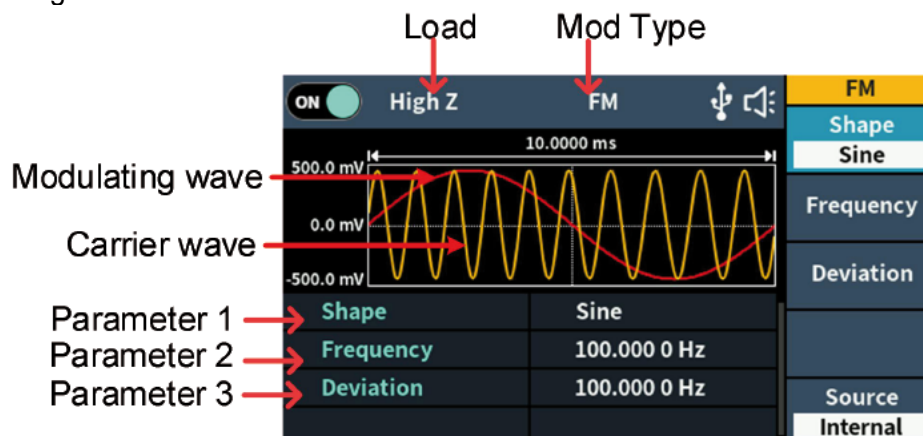 Load Mod Type
ON High Z FM
FM
Shape
Sine
Frequency
Deviation
Source
Internal
10.0000 ms
500.0 mV
0.0 mV
-500.0 mV
Modulating wave
Carrier wave
Parameter 1
Parameter 2
Parameter 3
Shape Sine
Frequency 100.000 0 Hz
Deviation 100.000 0 Hz